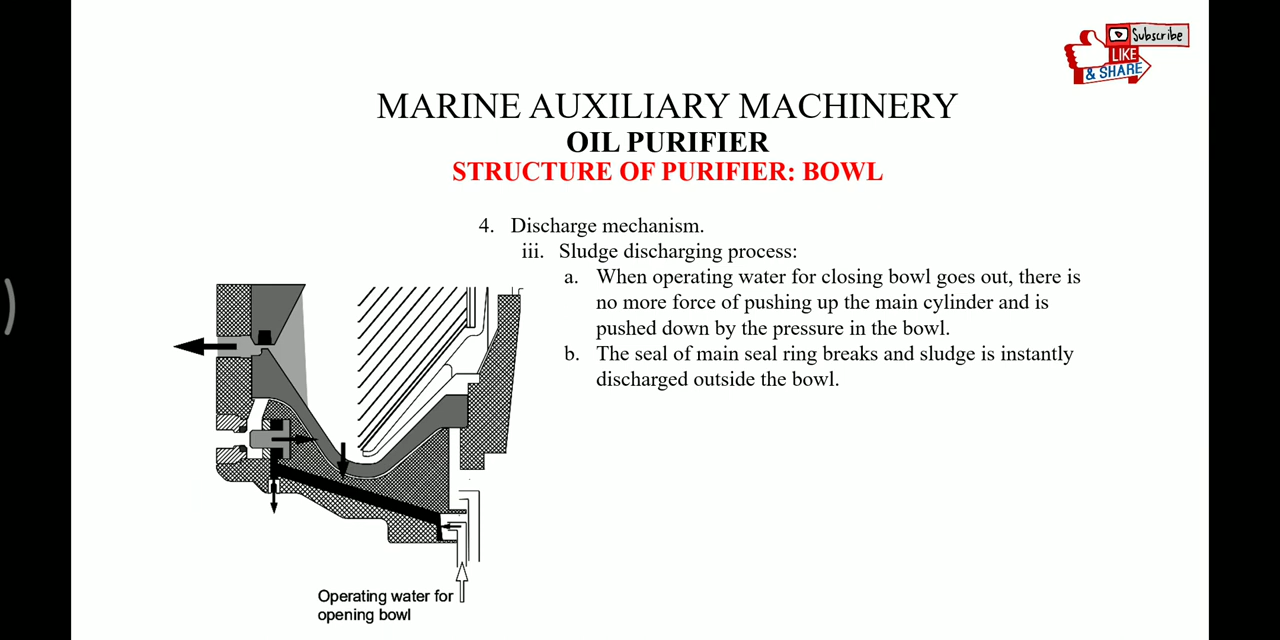 Subscribe
LIKE
& SHARE
MARINE AUXILIARY MACHINERY
OIL PURIFIER
STRUCTURE OF PURIFIER: BOWL
4. Discharge mechanism.
iii. Sludge discharging process:
a. When operating water for closing bowl goes out, there is
no more force of pushing up the main cylinder and is
pushed down by the pressure in the bowl.
b. The seal of main seal ring breaks and sludge is instantly
discharged outside the bowl.
Operating water for
opening bowl